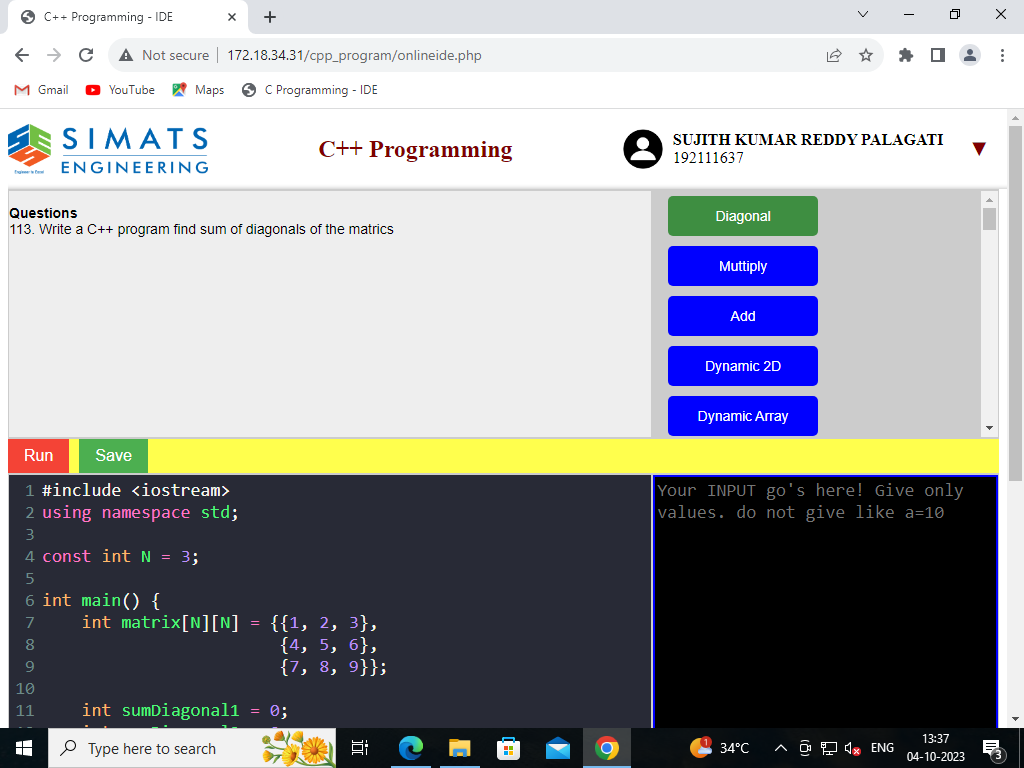 C++ Programming - IDE
Not secure
172.18.34.31/cpp_program/onlineide.php
Gmail
YouTube
Maps
C Programming - IDE
SIMATS
ENGINEERING
C++ Programming
SUJITH KUMAR REDDY PALAGATI
192111637
Questions
113. Write a C++ program find sum of diagonals of the matrics
Diagonal
Muttiply
Add
Dynamic 2D
Dynamic Array
Run
Save
1 #include <iostream>
2 using namespace std;
3
4 const int N = 3;
5
6 int main() {
7     int matrix[N][N] = {{1, 2, 3},
8                         {4, 5, 6},
9                         {7, 8, 9}};
10
11     int sumDiagonal1 = 0;
Your INPUT go's here! Give only
values. do not give like a=10
Type here to search
1
34°C
ENG
13:37
04-10-2023
3